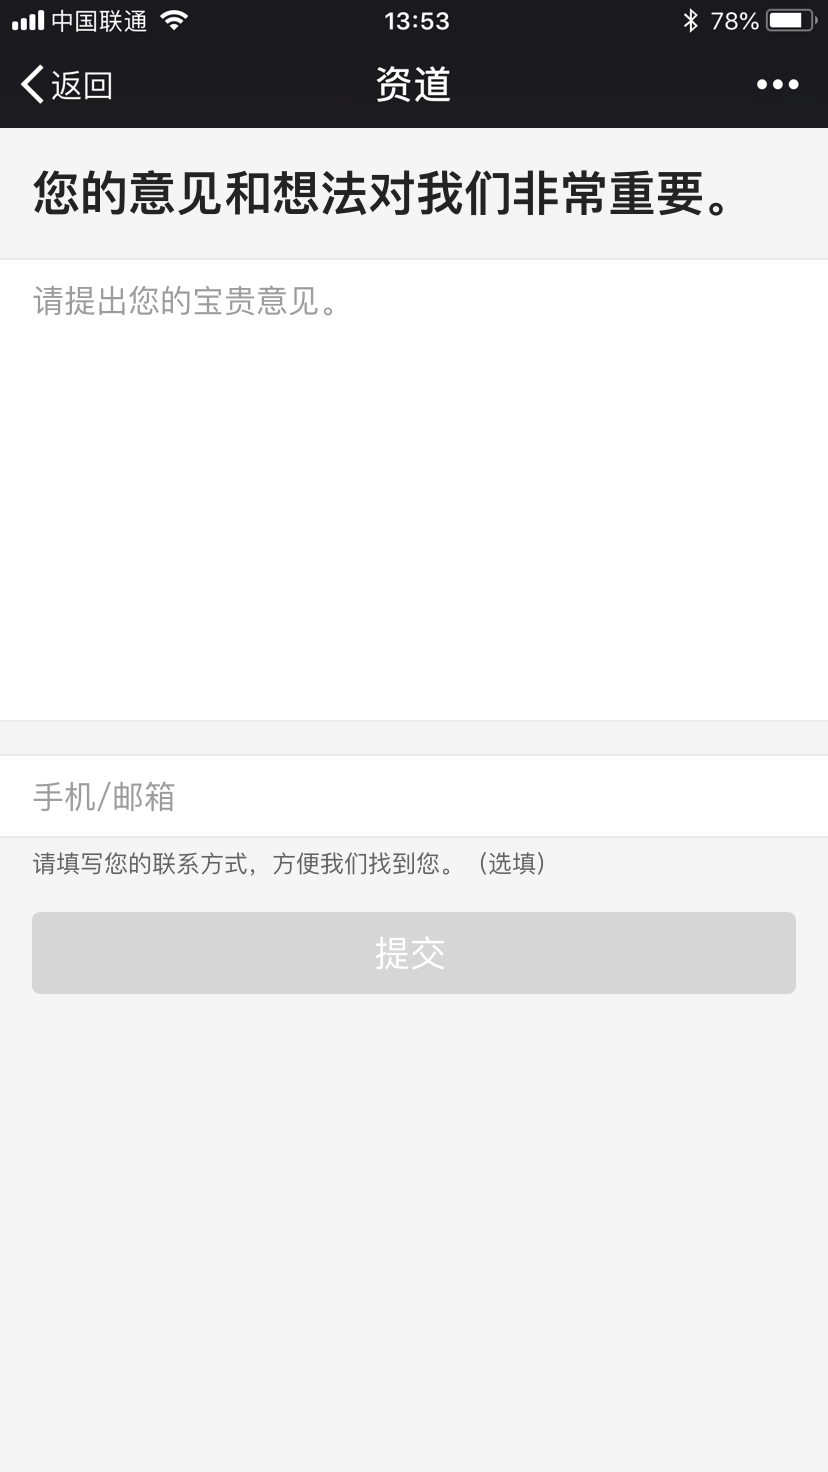 中国联通 13:53 78%
返回 资道
您的意见和想法对我们非常重要。
请提出您的宝贵意见。
手机/邮箱
请填写您的联系方式，方便我们找到您。（选填）
提交